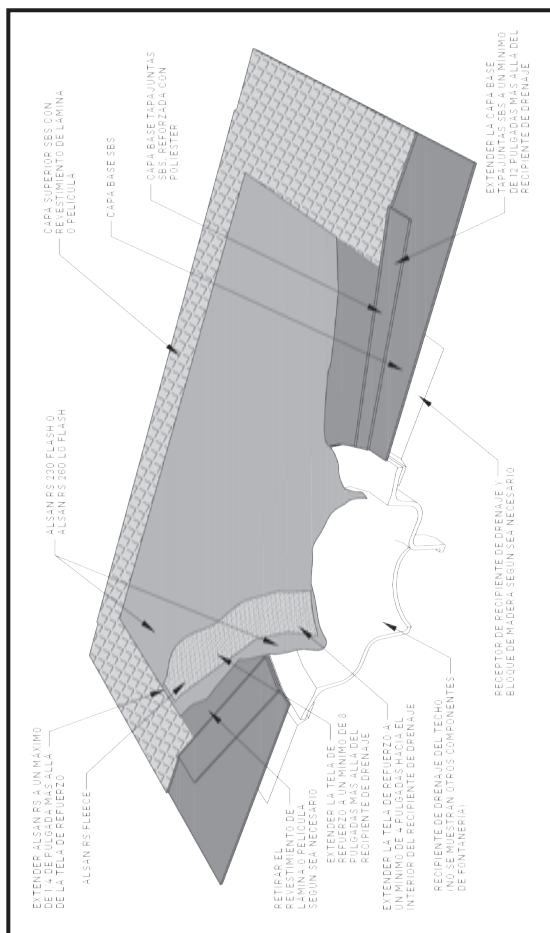 EXTENDER ALSAN RS A UN MÁXIMO
DE 1/4 DE PULGADA MÁS ALLÁ
DE LA TELA DE REFUERZO
ALSAN RS FLEECE
ALSAN RS 230 FLASH O
ALSAN RS 260 LO FLASH
CAPA SUPERIOR SBS CON
REVESTIMIENTO DE LÁMINA
O PELÍCULA
CAPA BASE SBS
CAPA BASE TAPAJUNTAS
SBS, REFORZADA CON
POLIÉSTER
RETIRAR EL
REVESTIMIENTO DE
LÁMINA O PELÍCULA
SEGÚN SEA NECESARIO
EXTENDER LA TELA DE
REFUERZO A UN MÍNIMO DE 8
PULGADAS MÁS ALLÁ DEL
RECIPIENTE DE DRENAJE
EXTENDER LA TELA DE REFUERZO A
UN MÍNIMO DE 4 PULGADAS HACIA EL
INTERIOR DEL RECIPIENTE DE DRENAJE
RECIPIENTE DE DRENAJE DEL TECHO
(NO SE MUESTRAN OTROS COMPONENTES
DE FONTANERÍA)
RECEPTOR DE RECIPIENTE DE DRENAJE Y
BLOQUE DE MADERA SEGÚN SEA NECESARIO
EXTENDER LA CAPA BASE
TAPAJUNTAS SBS A UN MÍNIMO
DE 12 PULGADAS MÁS ALLÁ DEL
RECIPIENTE DE DRENAJE